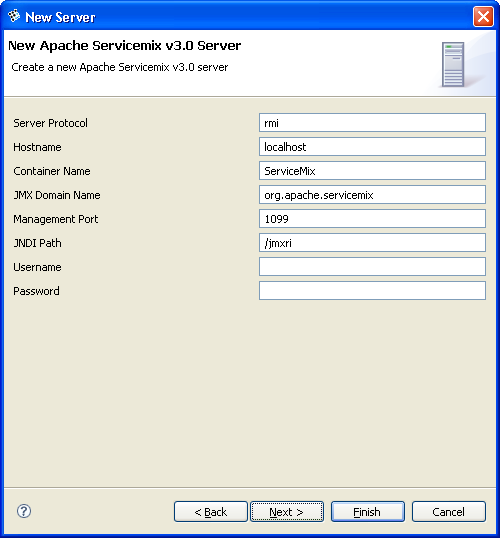 New Server
New Apache Servicemix v3.0 Server
Create a new Apache Servicemix v3.0 server
Server Protocol rmi
Hostname localhost
Container Name ServiceMix
JMX Domain Name org.apache.servicemix
Management Port 1099
JNDI Path /jmxri
Username
Password
? < Back Next > Finish Cancel